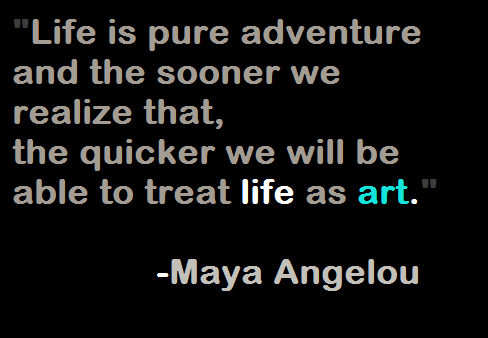 "Life is pure adventure
and the sooner we
realize that,
the quicker we will be
able to treat life as art."
-Maya Angelou